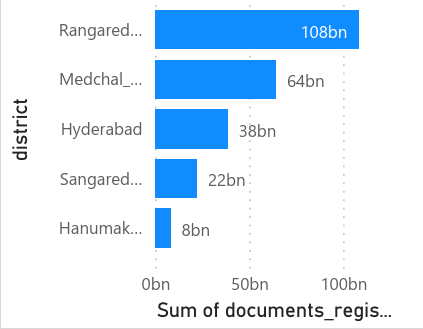 district
Rangared...
108bn
Medchal_...
64bn
Hyderabad
38bn
Sangared...
22bn
Hanumak...
8bn
0bn 50bn 100bn
Sum of documents_regis...